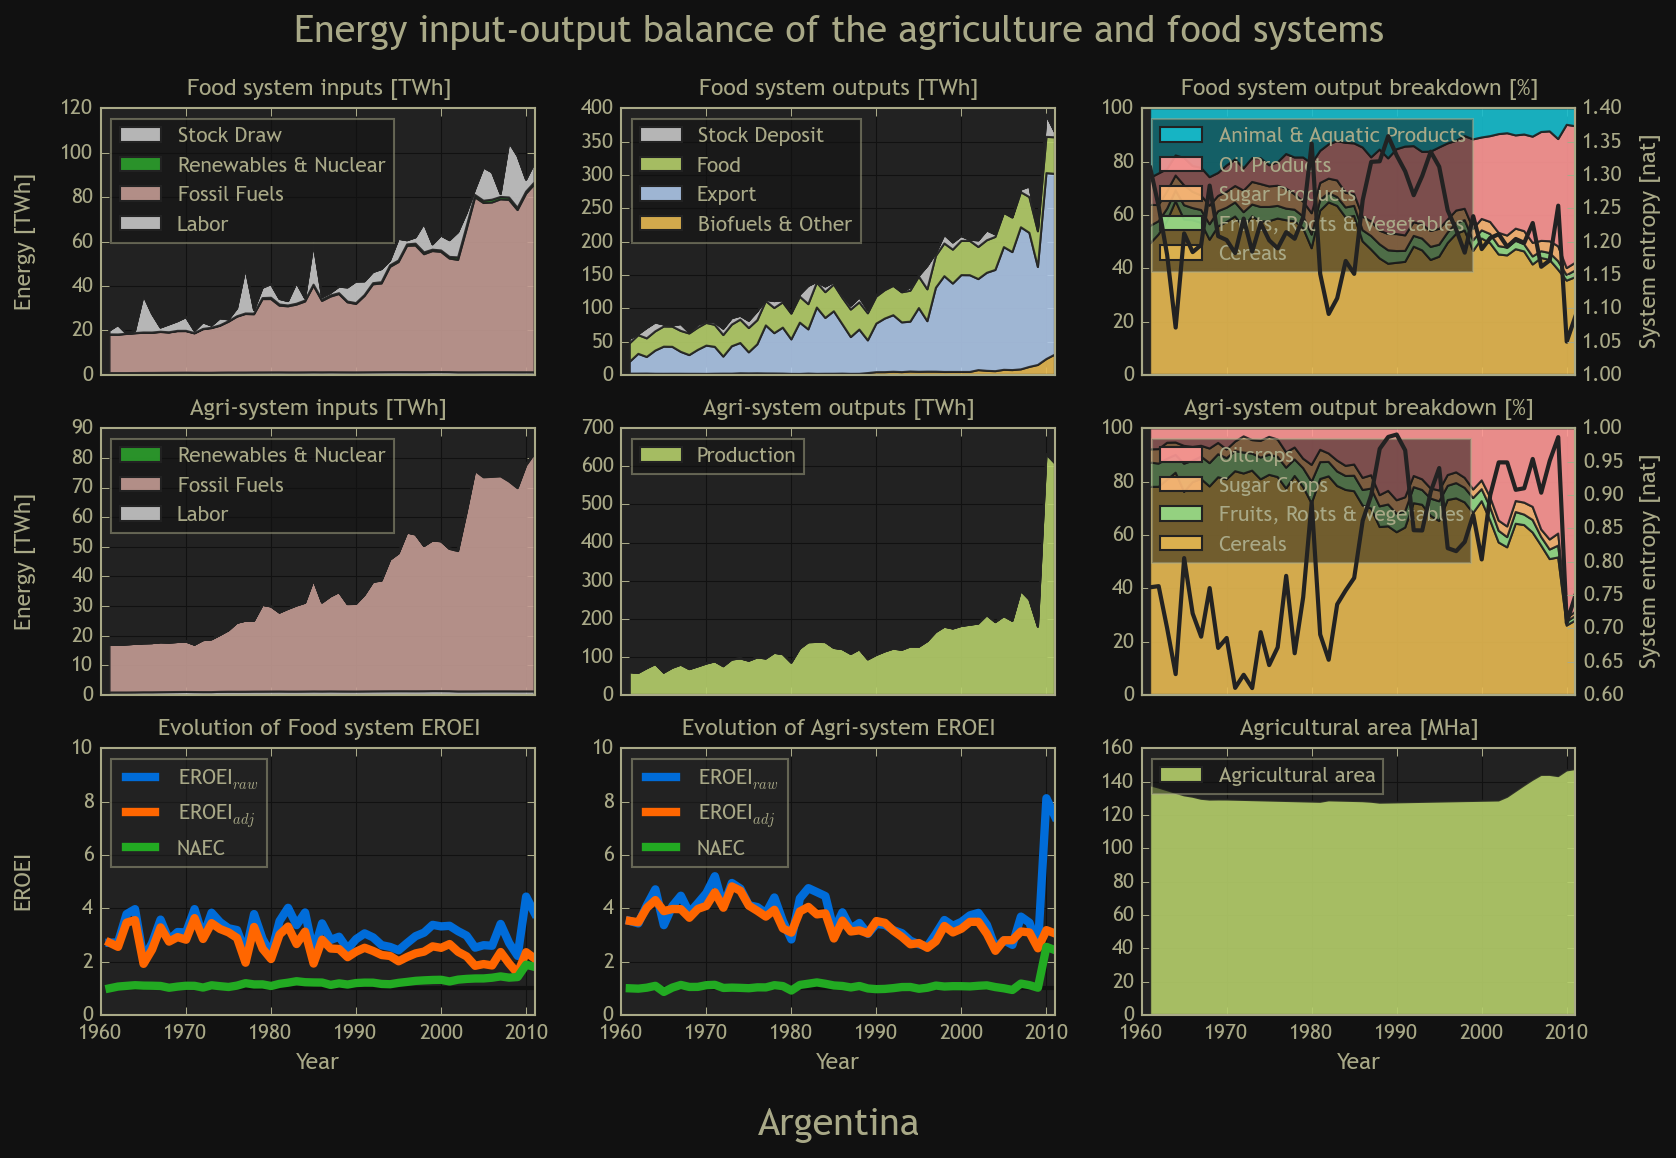 Energy input-output balance of the agriculture and food systems
Food system inputs [TWh]
Food system outputs [TWh]
Food system output breakdown [%]
Energy [TWh]
120
100
80
60
40
20
0
Stock Draw
Renewables & Nuclear
Fossil Fuels
Labor
400
350
300
250
200
150
100
50
0
Stock Deposit
Food
Export
Biofuels & Other
100
80
60
40
20
0
Animal & Aquatic Products
Oil Products
Sugar Products
Fruits, Roots & Vegetables
Cereals
1.40
1.35
1.30
1.25
1.20
1.15
1.10
1.05
1.00
System entropy [nat]
Agri-system inputs [TWh]
Agri-system outputs [TWh]
Agri-system output breakdown [%]
Energy [TWh]
90
80
70
60
50
40
30
20
10
0
Renewables & Nuclear
Fossil Fuels
Labor
700
600
500
400
300
200
100
0
Production
100
80
60
40
20
0
Oilcrops
Sugar Crops
Fruits, Roots & Vegetables
Cereals
1.00
0.95
0.90
0.85
0.80
0.75
0.70
0.65
0.60
System entropy [nat]
Evolution of Food system EROEI
Evolution of Agri-system EROEI
Agricultural area [MHa]
EROEI
10
8
6
4
2
0
EROEI raw
EROEI adj
NAEC
1960 1970 1980 1990 2000 2010
Year
10
8
6
4
2
0
EROEI raw
EROEI adj
NAEC
1960 1970 1980 1990 2000 2010
Year
160
140
120
100
80
60
40
20
0
Agricultural area
1960 1970 1980 1990 2000 2010
Year
Argentina